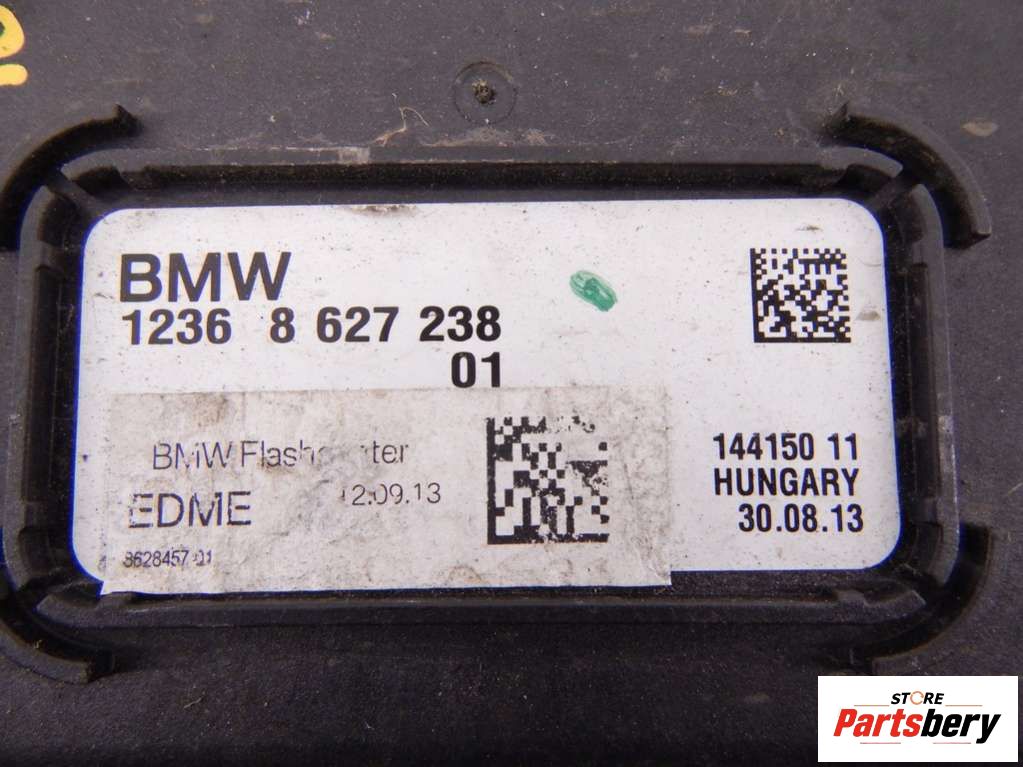 BMW
1236 8 627 238
01
BMW
EDME
12.09.13
8628457 01
144150 11
HUNGARY
30.08.13
STORE
Partsbery